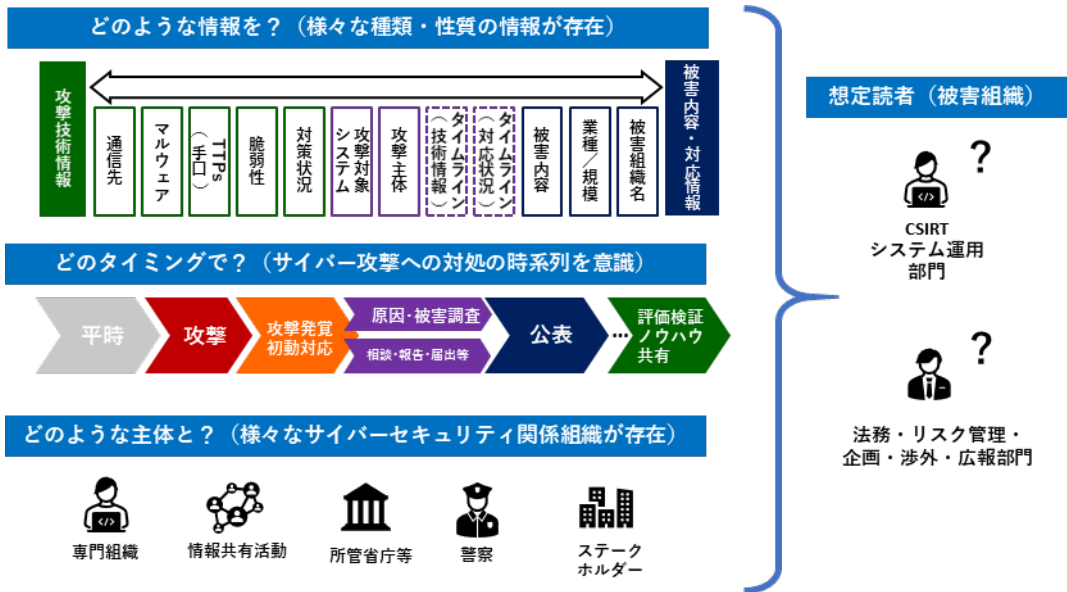 どのような情報を？（様々な種類・性質の情報が存在）
攻撃技術情報
通信先
マルウェア
TTPs
（手口）
脆弱性
対策状況
攻撃対象
システム
攻撃主体
タイムライン
（技術情報）
タイムライン
（対応状況）
被害内容
業種／規模
被害組織名
被害内容・対応情報
どのタイミングで？（サイバー攻撃への対処の時系列を意識）
平時
攻撃
攻撃発覚
初動対応
原因・被害調査
相談・報告・届出等
公表
…
評価検証
ノウハウ
共有
どのような主体と？（様々なサイバーセキュリティ関係組織が存在）
</>
専門組織
情報共有活動
所管省庁等
警察
ステーク
ホルダー
想定読者（被害組織）
?
</>
CSIRT
システム運用
部門
?
法務・リスク管理・
企画・渉外・広報部門